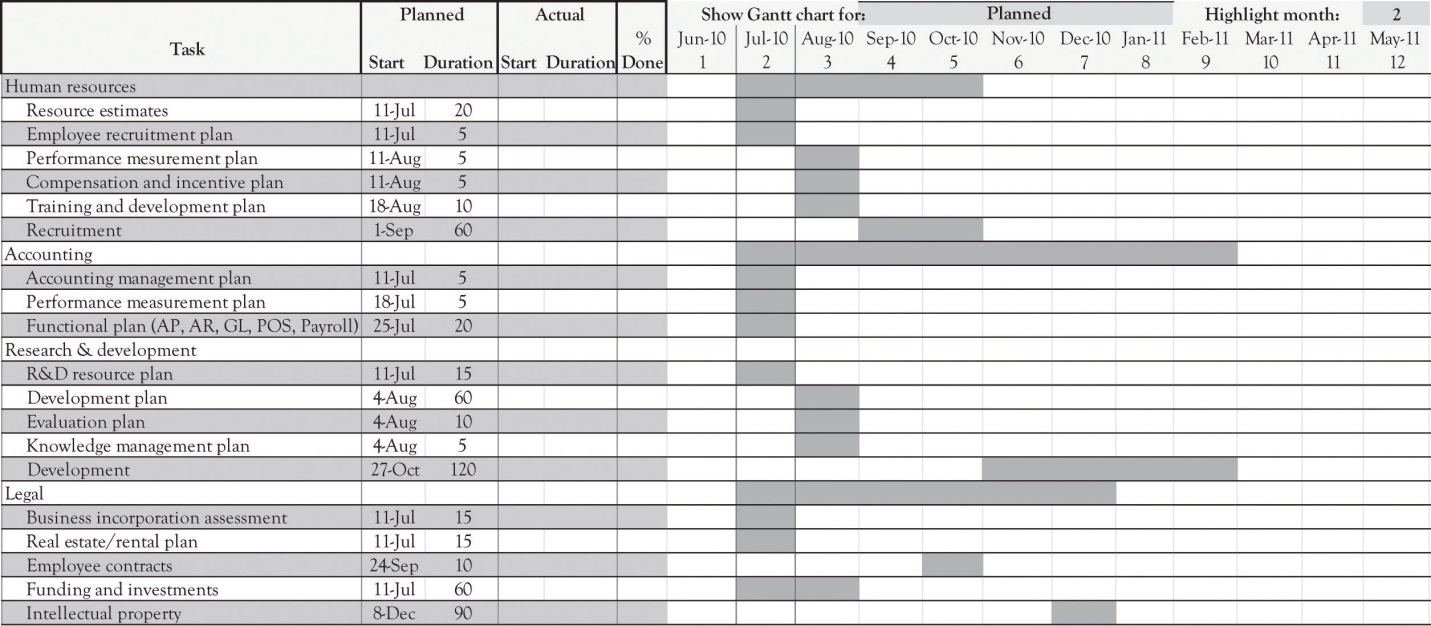 Planned Actual Show Gantt chart for: Planned Highlight month: 2
Task % Jun-10 Jul-10 Aug-10 Sep-10 Oct-10 Nov-10 Dec-10 Jan-11 Feb-11 Mar-11 Apr-11 May-11
Start Duration Start Duration Done 1 2 3 4 5 6 7 8 9 10 11 12
Human resources
Resource estimates 11-Jul 20
Employee recruitment plan 11-Jul 5
Performance mesurement plan 11-Aug 5
Compensation and incentive plan 11-Aug 5
Training and development plan 18-Aug 10
Recruitment 1-Sep 60
Accounting
Accounting management plan 11-Jul 5
Performance measurement plan 18-Jul 5
Functional plan (AP, AR, GL, POS, Payroll) 25-Jul 20
Research & development
R&D resource plan 11-Jul 15
Development plan 4-Aug 60
Evaluation plan 4-Aug 10
Knowledge management plan 4-Aug 5
Development 27-Oct 120
Legal
Business incorporation assessment 11-Jul 15
Real estate/rental plan 11-Jul 15
Employee contracts 24-Sep 10
Funding and investments 11-Jul 60
Intellectual property 8-Dec 90